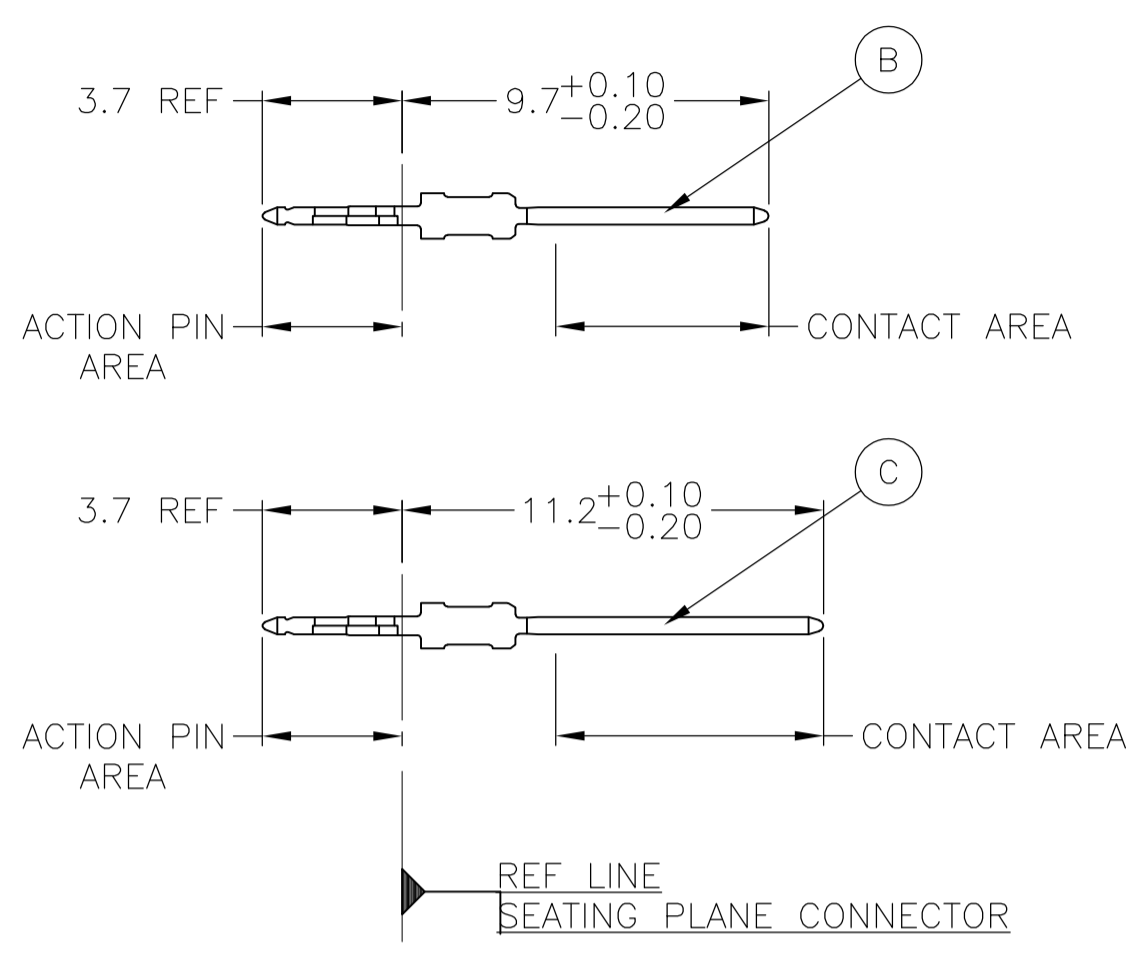 B
3.7 REF
9.7 +0.10
-0.20
ACTION PIN
AREA
CONTACT AREA
C
3.7 REF
11.2 +0.10
-0.20
ACTION PIN
AREA
CONTACT AREA
REF LINE
SEATING PLANE CONNECTOR